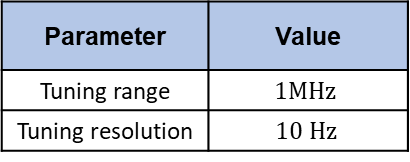 Parameter Value
Tuning range 1MHz
Tuning resolution 10 Hz